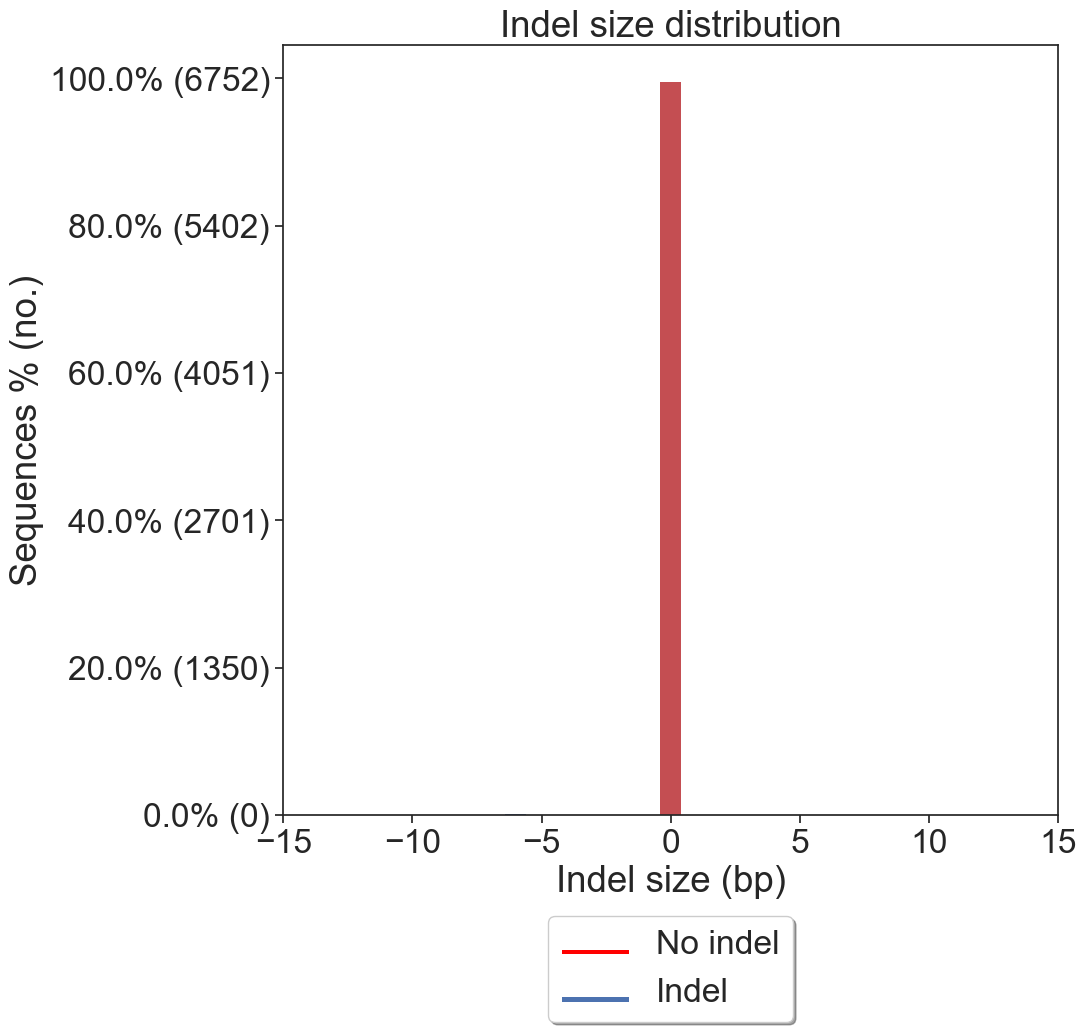 Indel size distribution
100.0% (6752)
80.0% (5402)
60.0% (4051)
40.0% (2701)
20.0% (1350)
0.0% (0)
Sequences % (no.)
−15 −10 −5 0 5 10 15
Indel size (bp)
No indel
Indel